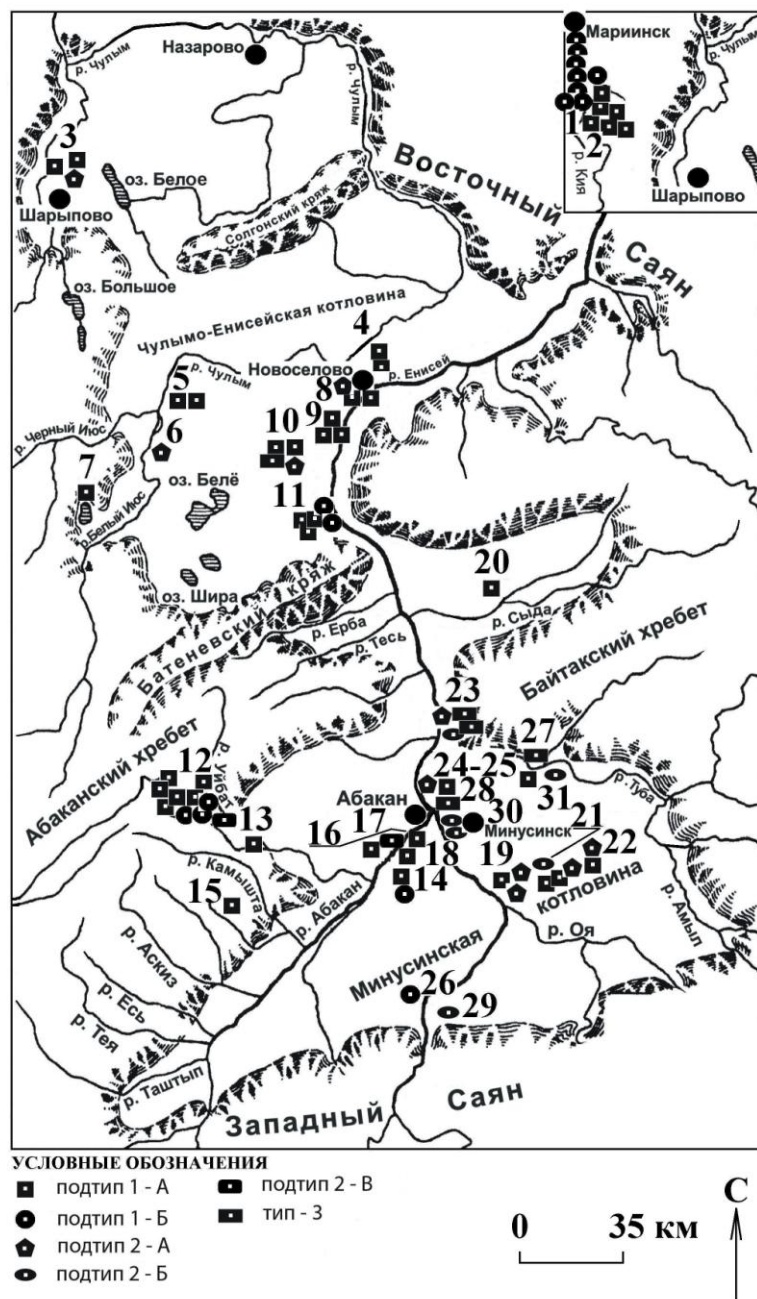 Назарово
р. Чулым
р. Чулым
Мариинск
р. Чулым
1
2
р. Кия
Шарыпово
3
Шарыпово
оз. Белое
Солгонский кряж
Восточный
Саян
оз. Большое
Чулымо-Енисейская котловина
4
Новоселово
р. Енисей
р. Чулым
5
8
9
р. Черный Июс
6
10
7
оз. Белё
р. Белый Июс
11
оз. Шира
20
Батеневский кряж
р. Ерба
р. Сыда
р. Тесь
Байтакский хребет
23
27
Абаканский хребет
12
р. Уйбат
24-25
31
р. Туба
28
Абакан
30
21
Минусинск
13
16
17
18
19
22
14
котловина
р. Камышта
15
р. Абакан
р. Оя
р. Амыл
р. Аскиз
Минусинская
26
29
р. Есь
р. Тея
р. Таштып
Западный
Саян
УСЛОВНЫЕ ОБОЗНАЧЕНИЯ
подтип 1 - А
подтип 2 - В
подтип 1 - Б
тип - 3
подтип 2 - А
подтип 2 - Б
0 35 км
С